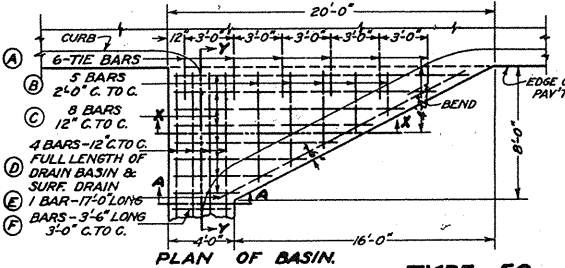 20'-0"
CURB
12" 3'-0" 3'-0" 3'-0" 3'-0" 3'-0"
Y
A 6-TIE BARS
B 5 BARS
2'-0" C. TO C.
EDGE O
PAV'T
BEND
C 8 BARS
12" C. TO C.
X X
8'-0"
4 BARS-12" C. TO C.
D FULL LENGTH OF
DRAIN BASIN &
SURF. DRAIN
A A
E 1 BAR-17'-0" LONG
F BARS-3'-6" LONG
3'-0" C. TO C.
Y
4'-0" 16'-0"
PLAN OF BASIN.